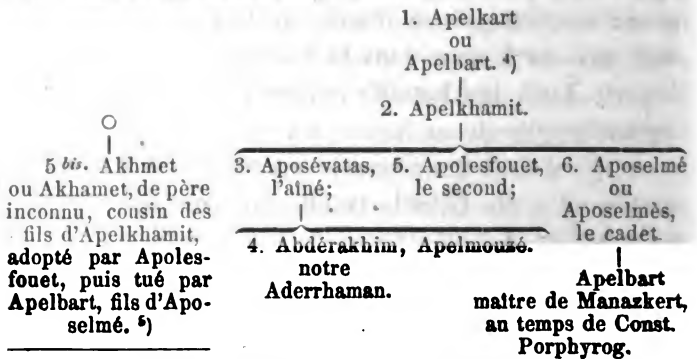 1. Apelkart
ou
Apelbart. ⁴)
2. Apelkhamit.
5 bis. Akhmet
ou Akhamet, de père
inconnu, cousin des
fils d'Apelkhamit,
adopté par Apoles-
fouet, puis tué par
Apelbart, fils d'Apo-
selmé. ⁵)
3. Aposévatas,
l'aîné;
5. Apolesfouet,
le second;
6. Aposelmé
ou
Aposelmès,
le cadet.
4. Abdérakhim, Apelmouzé.
notre
Aderrhaman.
Apelbart
maître de Manazkert,
an temps de Const.
Porphyrog.